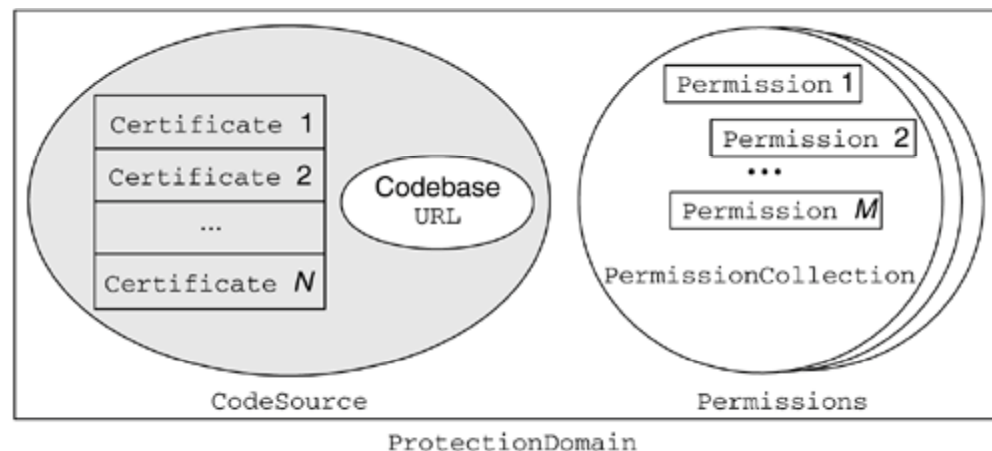 Certificate 1
Certificate 2
...
Certificate N
Codebase
URL
CodeSource
Permission 1
Permission 2
...
Permission M
PermissionCollection
Permissions
ProtectionDomain